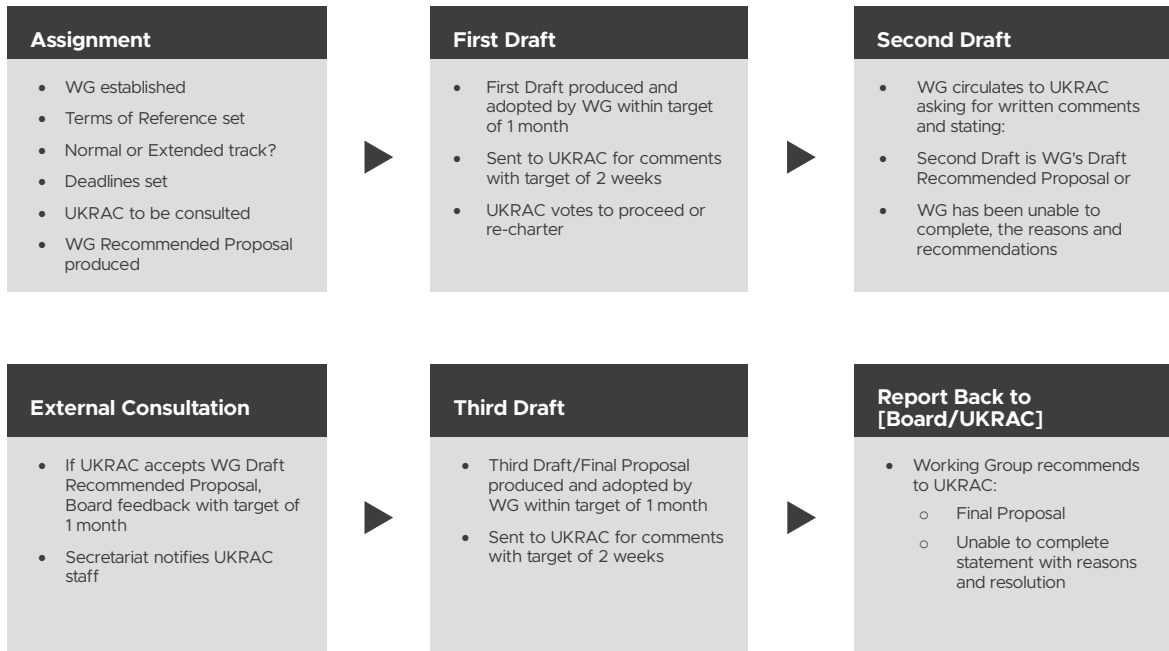 Assignment
• WG established
• Terms of Reference set
• Normal or Extended track?
• Deadlines set
• UKRAC to be consulted
• WG Recommended Proposal
produced
First Draft
• First Draft produced and
adopted by WG within target
of 1 month
• Sent to UKRAC for comments
with target of 2 weeks
• UKRAC votes to proceed or
re-charter
Second Draft
• WG circulates to UKRAC
asking for written comments
and stating:
• Second Draft is WG's Draft
Recommended Proposal or
• WG has been unable to
complete, the reasons and
recommendations
External Consultation
• If UKRAC accepts WG Draft
Recommended Proposal,
Board feedback with target of
1 month
• Secretariat notifies UKRAC
staff
Third Draft
• Third Draft/Final Proposal
produced and adopted by
WG within target of 1 month
• Sent to UKRAC for comments
with target of 2 weeks
Report Back to
[Board/UKRAC]
• Working Group recommends
to UKRAC:
o Final Proposal
o Unable to complete
statement with reasons
and resolution